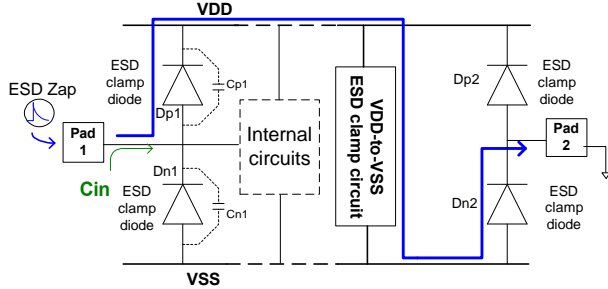 VDD
ESD
clamp
diode
Cp1
Dp1
ESD Zap
Pad
1
Cin
Internal
circuits
VDD-to-VSS
ESD clamp circuit
Dp2
ESD
clamp
diode
Pad
2
Dn1
ESD
clamp
diode
Cn1
Dn2
ESD
clamp
diode
VSS